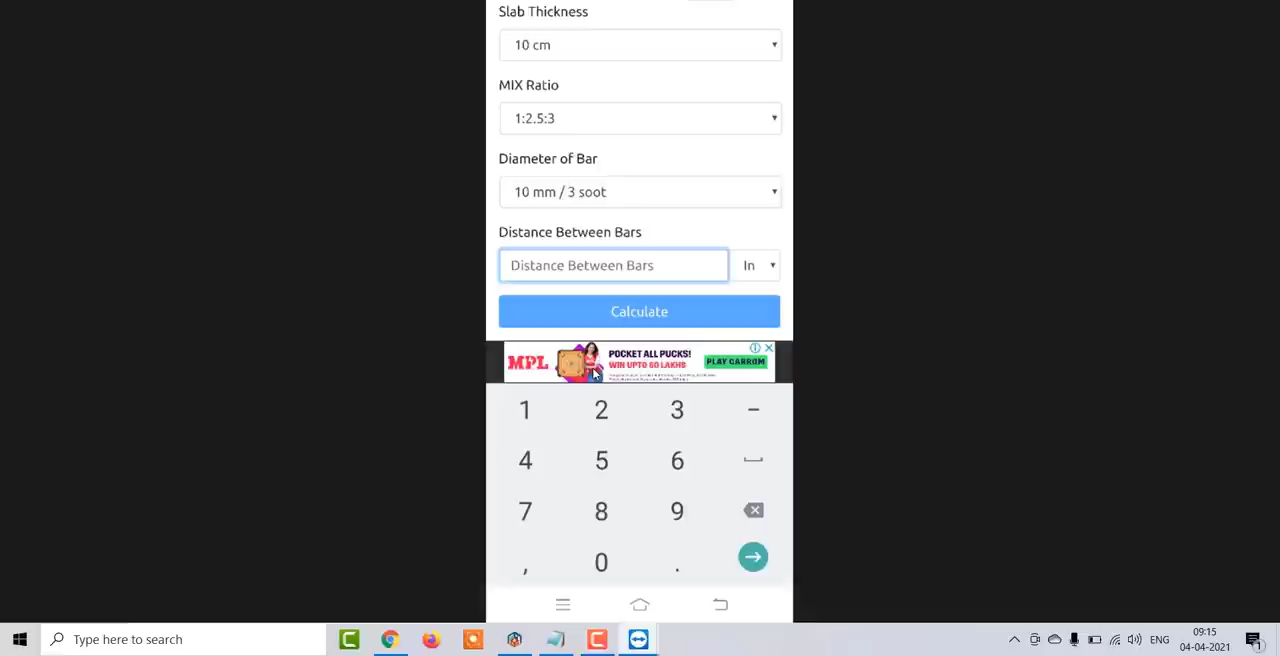 Slab Thickness
10 cm
MIX Ratio
1:2.5:3
Diameter of Bar
10 mm / 3 soot
Distance Between Bars
Distance Between Bars In
Calculate
MPL
POCKET ALL PUCKS!
WIN UPTO 60 LAKHS
PLAY CARROM
1 2 3 -
4 5 6
7 8 9
, 0 .
Type here to search
ENG
09:15
04-04-2021
1